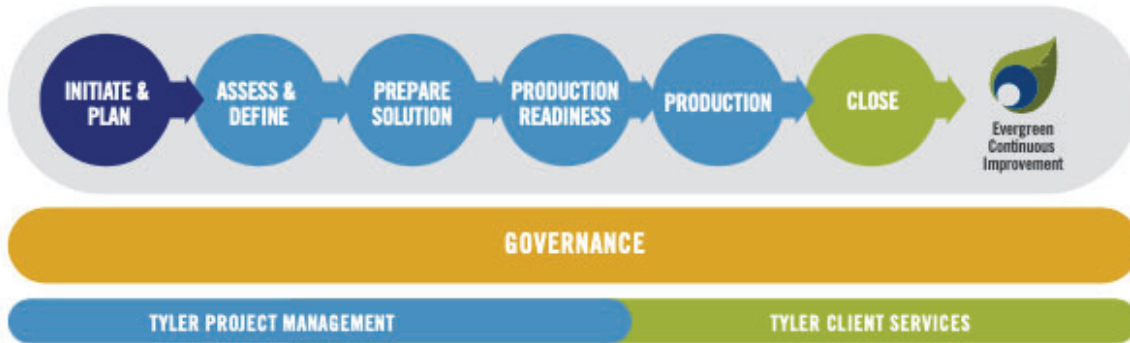 INITIATE &
PLAN
ASSESS &
DEFINE
PREPARE
SOLUTION
PRODUCTION
READINESS
PRODUCTION
CLOSE
Evergreen
Continuous
Improvement
GOVERNANCE
TYLER PROJECT MANAGEMENT
TYLER CLIENT SERVICES